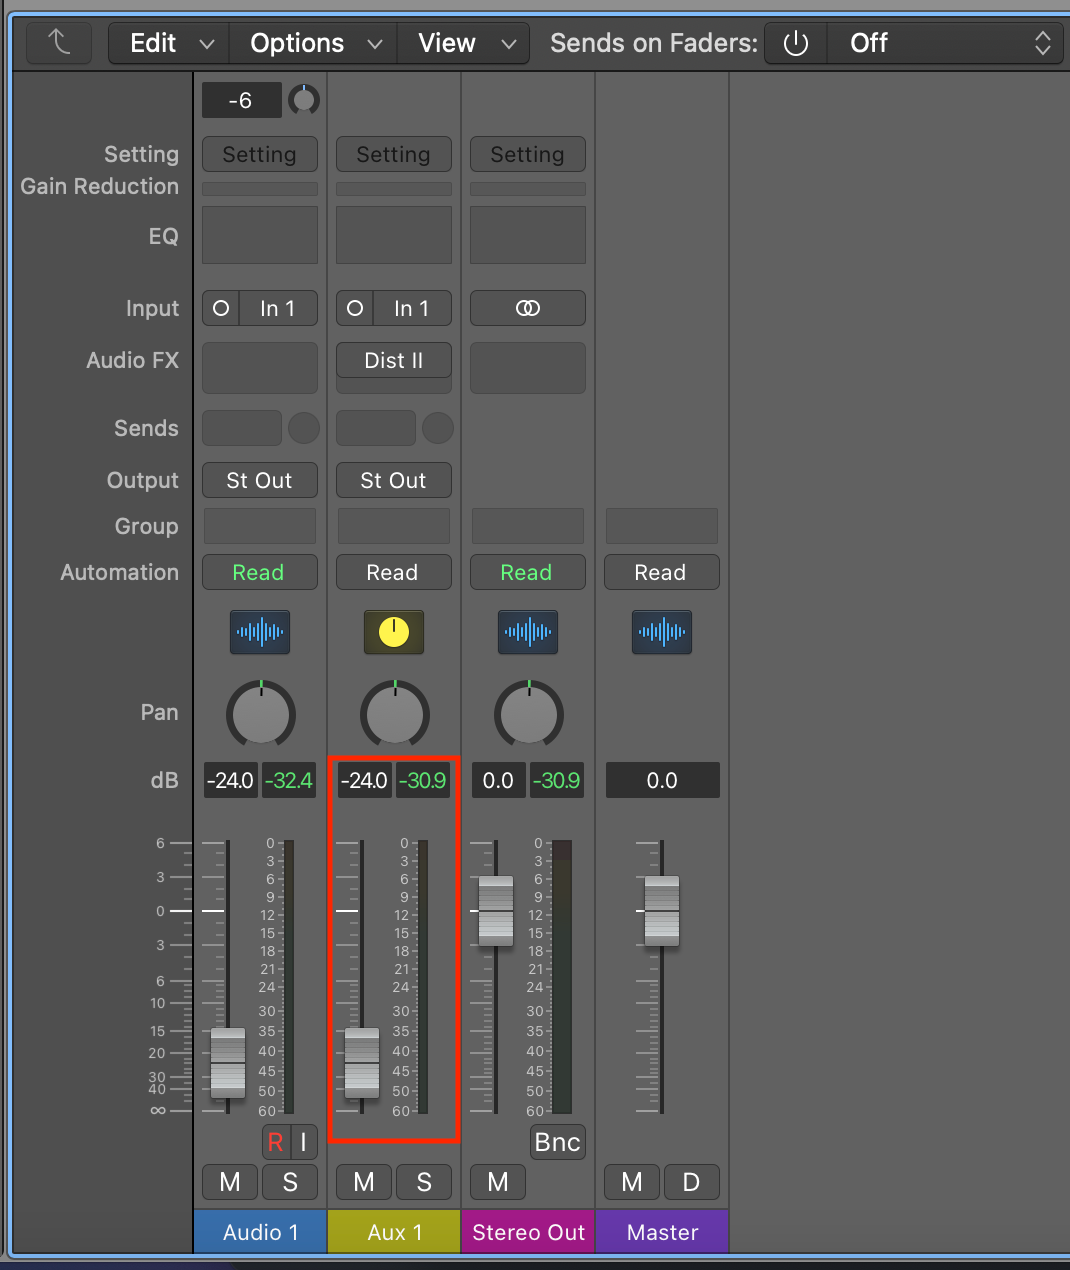 Edit Options View Sends on Faders: Off
-6
Setting Setting Setting Setting
Gain Reduction
EQ
Input In 1 In 1
Audio FX Dist II
Sends
Output St Out St Out
Group
Automation Read Read Read Read
Pan
dB -24.0 -32.4 -24.0 -30.9 0.0 -30.9 0.0
6 0 0 0
3 3 3
3 6 6 6
9 9 9
0 12 12 12
15 15 15
3 18 18 18
21 21 21
6 24 24 24
10 30 30 30
15 35 35 35
20 40 40 40
30 45 45 45
40 50 50 50
∞ 60 60 60
R I Bnc
M S M S M M D
Audio 1 Aux 1 Stereo Out Master